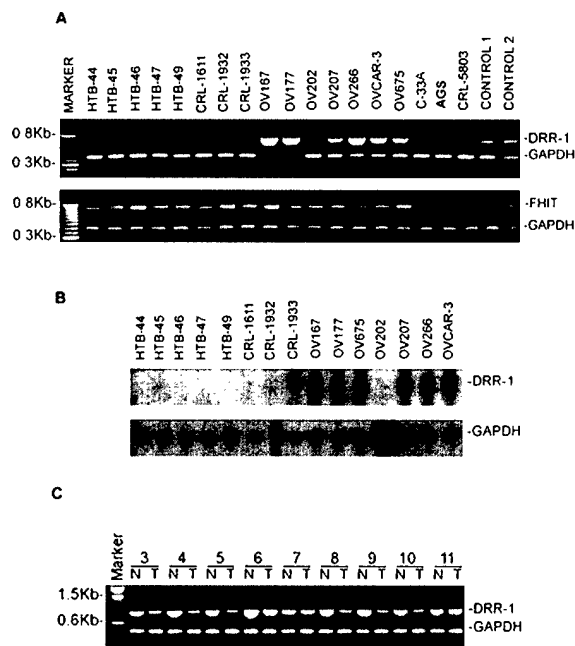 A
MARKER HTB-44 HTB-45 HTB-46 HTB-47 HTB-49 CRL-1611 CRL-1932 CRL-1933 OV167 OV177 OV202 OV207 OV266 OVCAR-3 OV675 C-33A AGS CRL-5803 CONTROL 1 CONTROL 2
0 8Kb- -DRR-1
0 3Kb- -GAPDH
0 8Kb- -FHIT
0 3Kb- -GAPDH
B
HTB-44 HTB-45 HTB-46 HTB-47 HTB-49 CRL-1611 CRL-1932 CRL-1933 OV167 OV177 OV675 OV202 OV207 OV266 OVCAR-3
-DRR-1
-GAPDH
C
Marker 3 4 5 6 7 8 9 10 11
N T N T N T N T N T N T N T N T N T
1.5Kb- -DRR-1
0.6Kb- -GAPDH